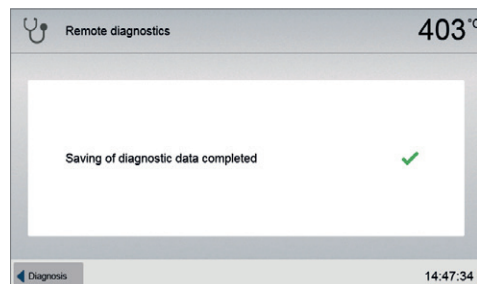 Remote diagnostics
403 °C
Saving of diagnostic data completed
Diagnosis
14:47:34